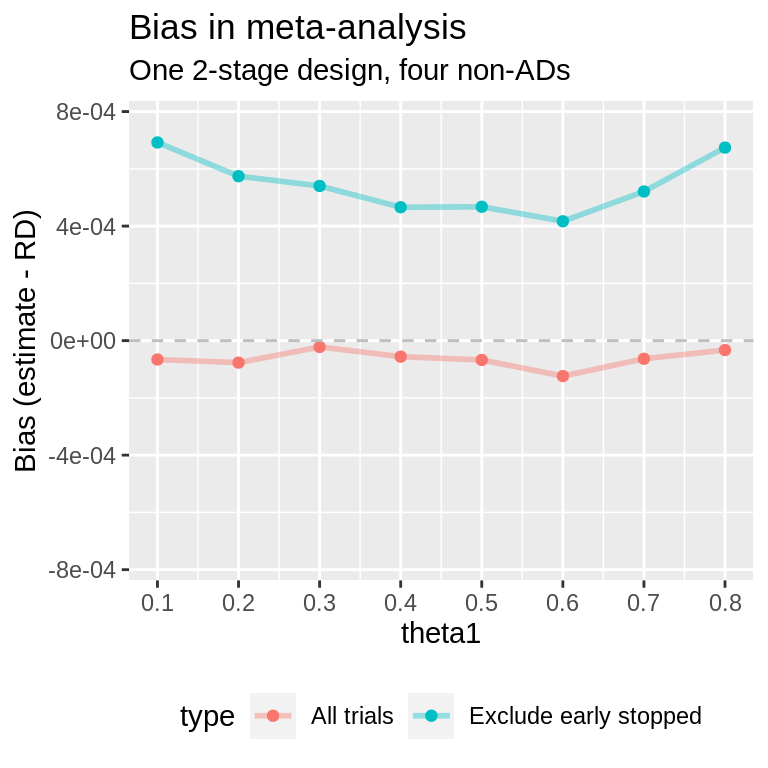 Bias in meta-analysis
One 2-stage design, four non-ADs
Bias (estimate - RD)
8e-04
4e-04
0e+00
-4e-04
-8e-04
0.1 0.2 0.3 0.4 0.5 0.6 0.7 0.8
theta1
type All trials Exclude early stopped